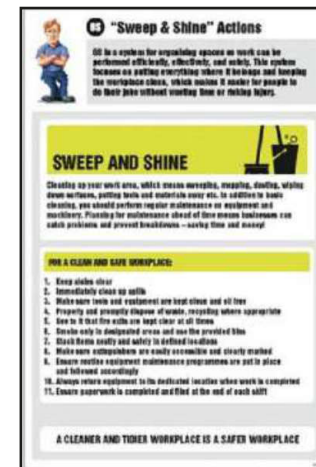 “Sweep & Shine” Actions
is a system for organising spaces so work can be
performed efficiently, effectively, and safely. This system
focuses on putting everything where it belongs and keeping
the workplace clean, which makes it easier for people to
do their jobs without wasting time or risking injury.
SWEEP AND SHINE
Cleaning up your work area, which means sweeping, mopping, dusting, wiping
down surfaces, putting tools and materials away etc. In addition to basic
cleaning, you should perform regular maintenance on equipment and
machinery. Planning for maintenance ahead of time means businesses can
catch problems and prevent breakdowns – saving time and money!
FOR A CLEAN AND SAFE WORKPLACE:
1. Keep aisles clear
2. Immediately clean up spills
3. Make sure tools and equipment are kept clean and oil free
4. Properly and promptly dispose of waste, recycling where appropriate
5. See to it that fire exits are kept clear at all times
6. Smoke only in designated areas and use the provided bins
7. Stack items neatly and safely in defined locations
8. Make sure extinguishers are easily accessible and clearly marked
9. Ensure routine equipment maintenance programmes are put in place
and followed accordingly
10. Always return equipment to its dedicated location when work is completed
11. Ensure paperwork is completed and filed at the end of each shift
A CLEANER AND TIDIER WORKPLACE IS A SAFER WORKPLACE